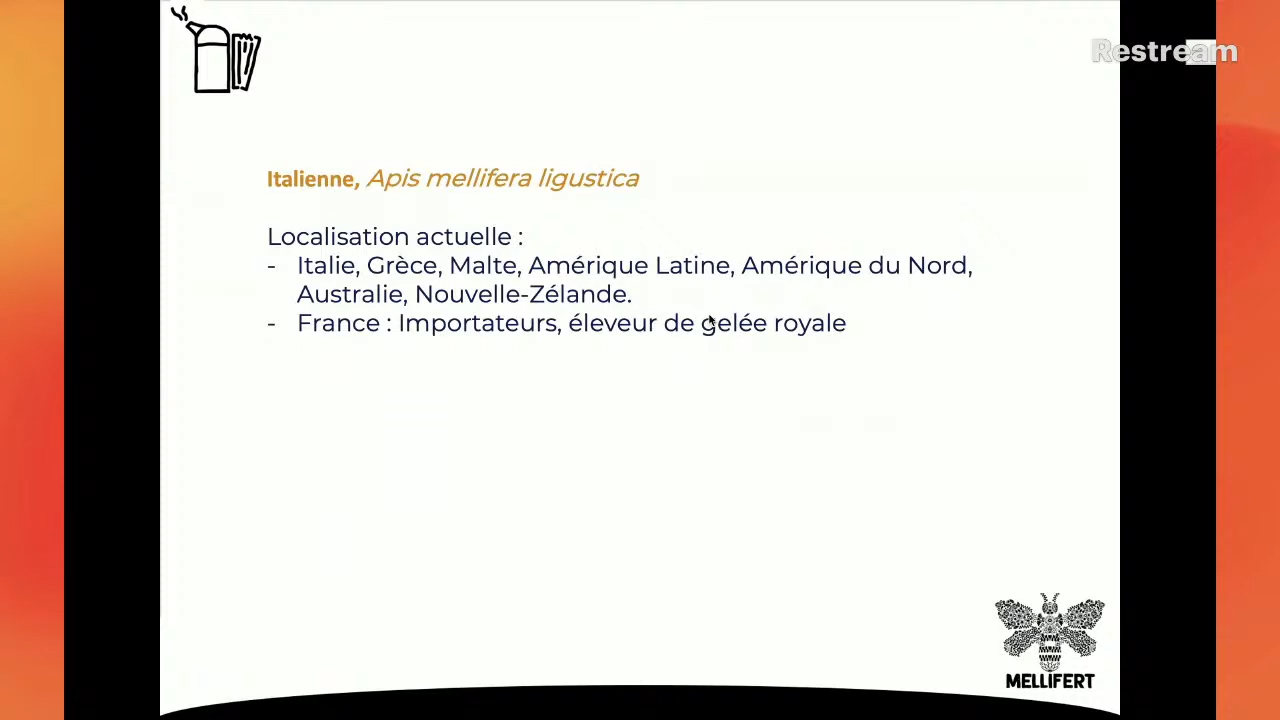 Restream
Italienne, Apis mellifera ligustica
Localisation actuelle :
- Italie, Grèce, Malte, Amérique Latine, Amérique du Nord,
Australie, Nouvelle-Zélande.
- France : Importateurs, éleveur de gelée royale
MELLIFERT